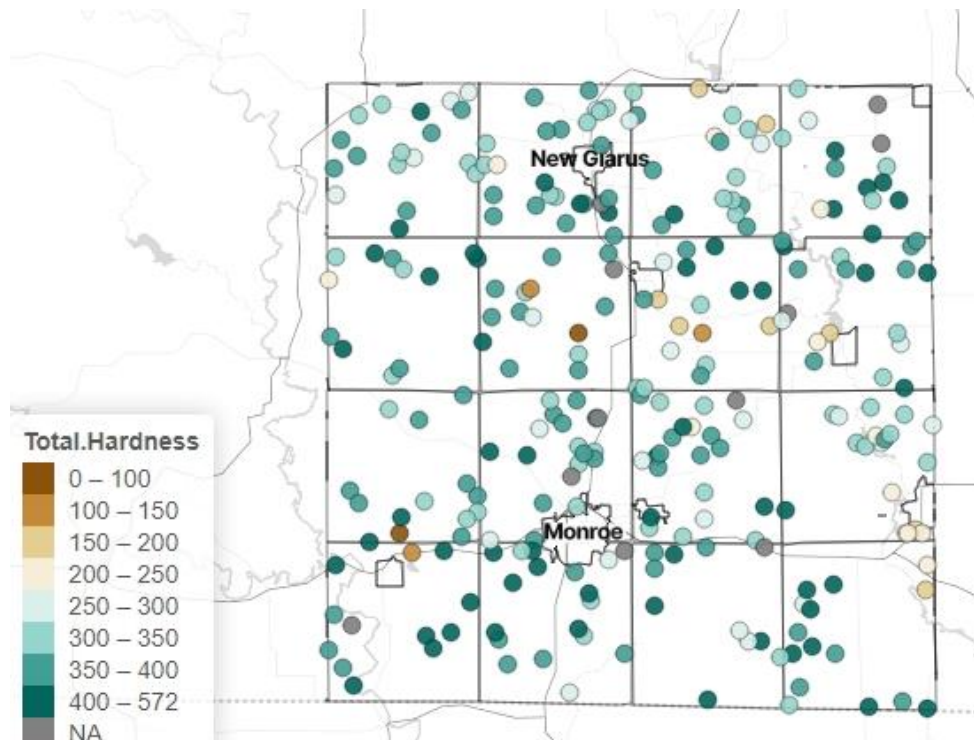 New Glarus
Total.Hardness
0 – 100
100 – 150
150 – 200
200 – 250
250 – 300
300 – 350
350 – 400
400 – 572
NA
Monroe